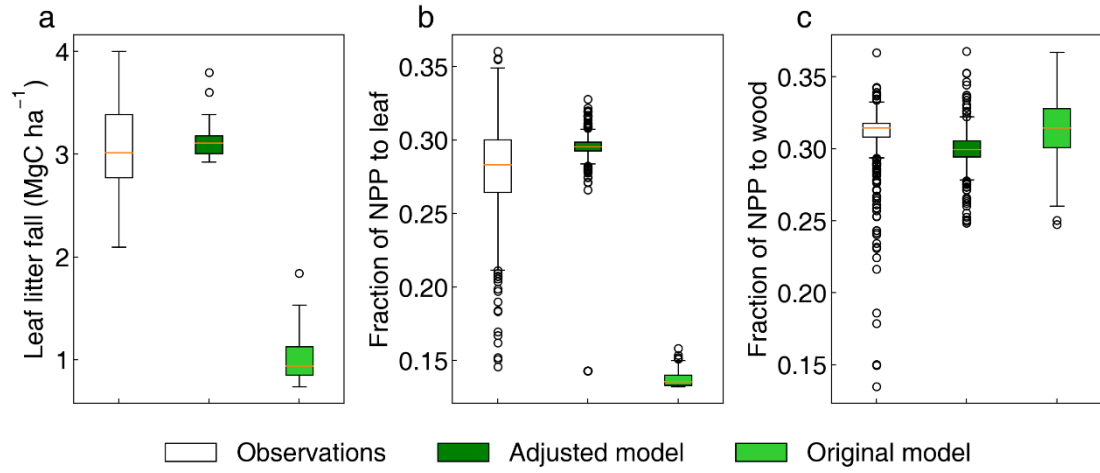 a
b
c
Leaf litter fall (MgC ha⁻¹)
4
3
2
1
Fraction of NPP to leaf
0.35
0.30
0.25
0.20
0.15
Fraction of NPP to wood
0.35
0.30
0.25
0.20
0.15
Observations
Adjusted model
Original model